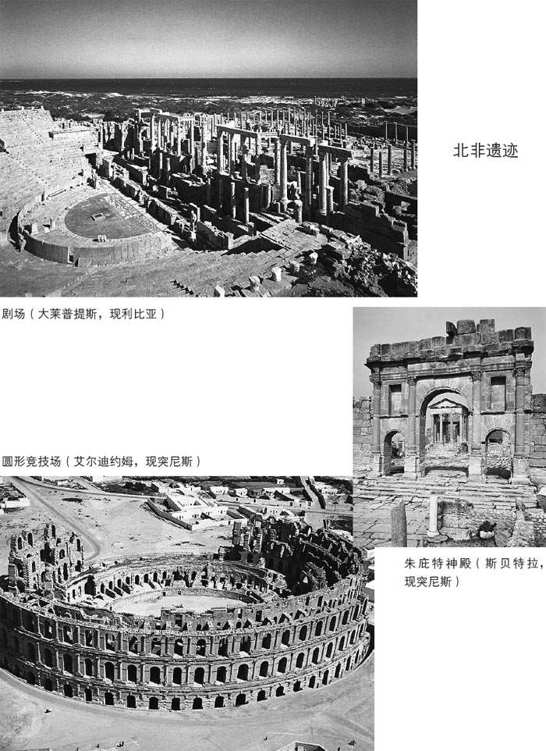 北非遗迹
剧场（大莱普提斯，现利比亚）
圆形竞技场（艾尔迪约姆，现突尼斯）
朱庇特神殿（斯贝特拉，
现突尼斯）